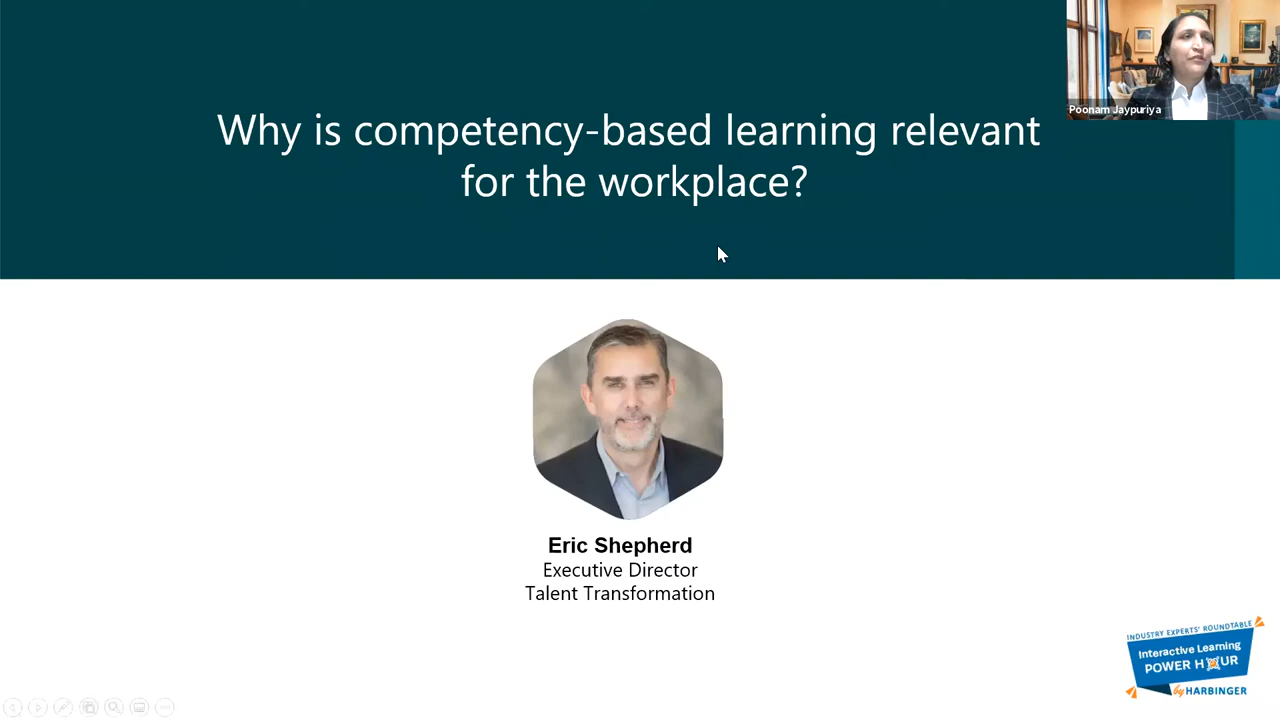 Why is competency-based learning relevant
for the workplace?
Poonam Jaypuriya
Eric Shepherd
Executive Director
Talent Transformation
INDUSTRY EXPERTS' ROUNDTABLE
Interactive Learning
POWER HOUR
by HARBINGER